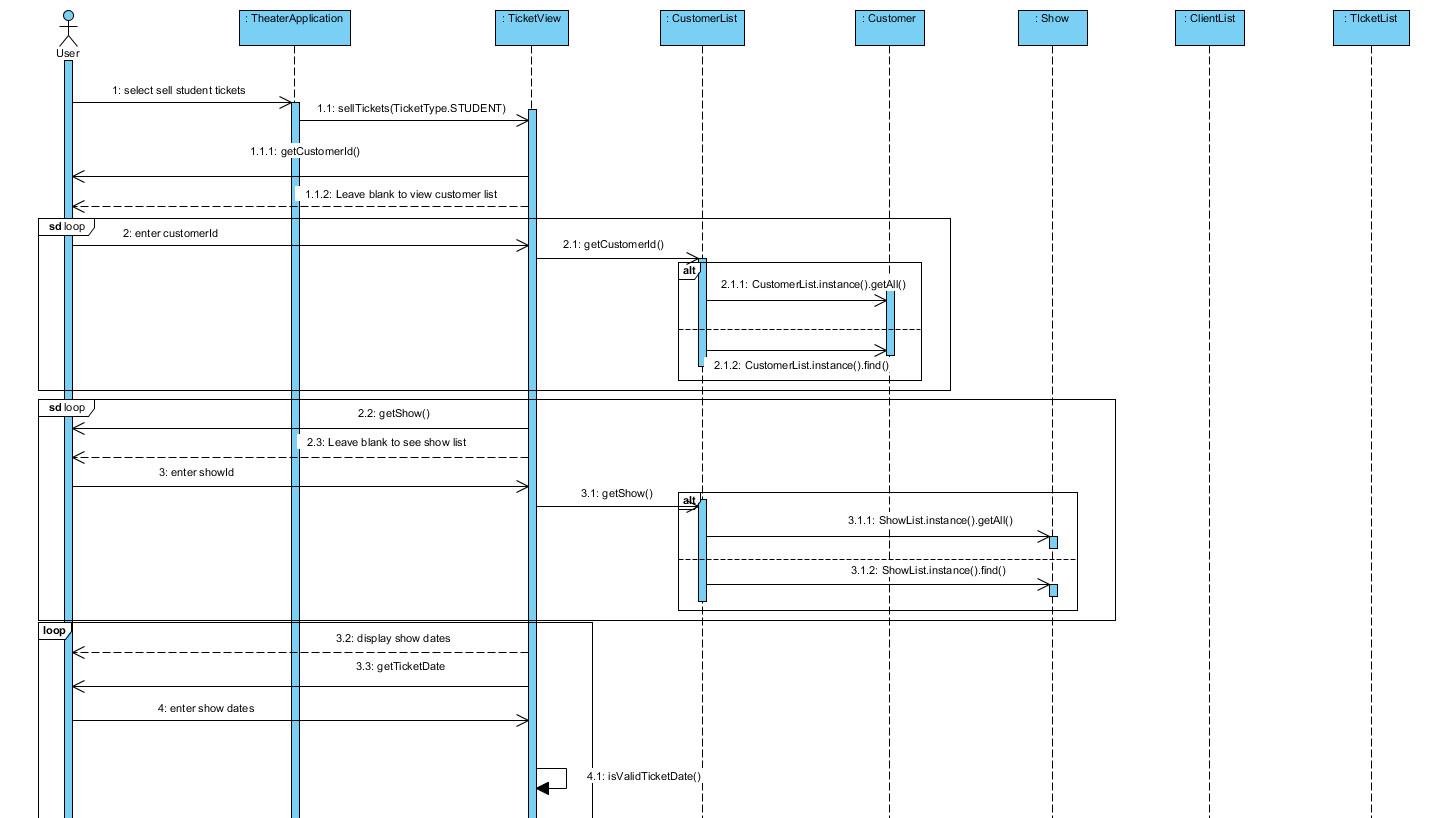 : TheaterApplication
: TicketView
: CustomerList
: Customer
: Show
: ClientList
: TIcketList
User
1: select sell student tickets
1.1: sellTickets(TicketType.STUDENT)
1.1.1: getCustomerId()
1.1.2: Leave blank to view customer list
sd loop
2: enter customerId
2.1: getCustomerId()
alt
2.1.1: CustomerList.instance().getAll()
2.1.2: CustomerList.instance().find()
sd loop
2.2: getShow()
2.3: Leave blank to see show list
3: enter showId
3.1: getShow()
alt
3.1.1: ShowList.instance().getAll()
3.1.2: ShowList.instance().find()
loop
3.2: display show dates
3.3: getTicketDate
4: enter show dates
4.1: isValidTicketDate()